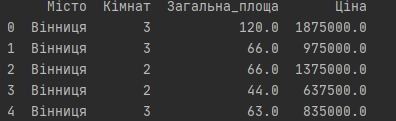 Місто Кімнат Загальна_площа Ціна
0 Вінниця 3 120.0 1875000.0
1 Вінниця 3 66.0 975000.0
2 Вінниця 2 66.0 1375000.0
3 Вінниця 2 44.0 637500.0
4 Вінниця 3 63.0 835000.0